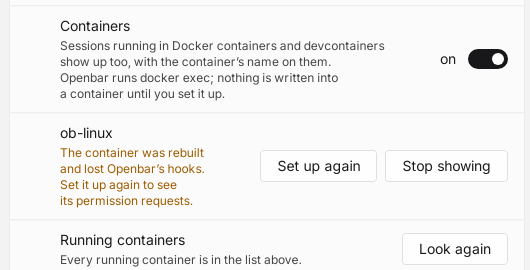 Containers
Sessions running in Docker containers and devcontainers
show up too, with the container’s name on them.
Openbar runs docker exec; nothing is written into
a container until you set it up.
on
ob-linux
The container was rebuilt
and lost Openbar’s hooks.
Set it up again to see
its permission requests.
Set up again
Stop showing
Running containers
Every running container is in the list above.
Look again